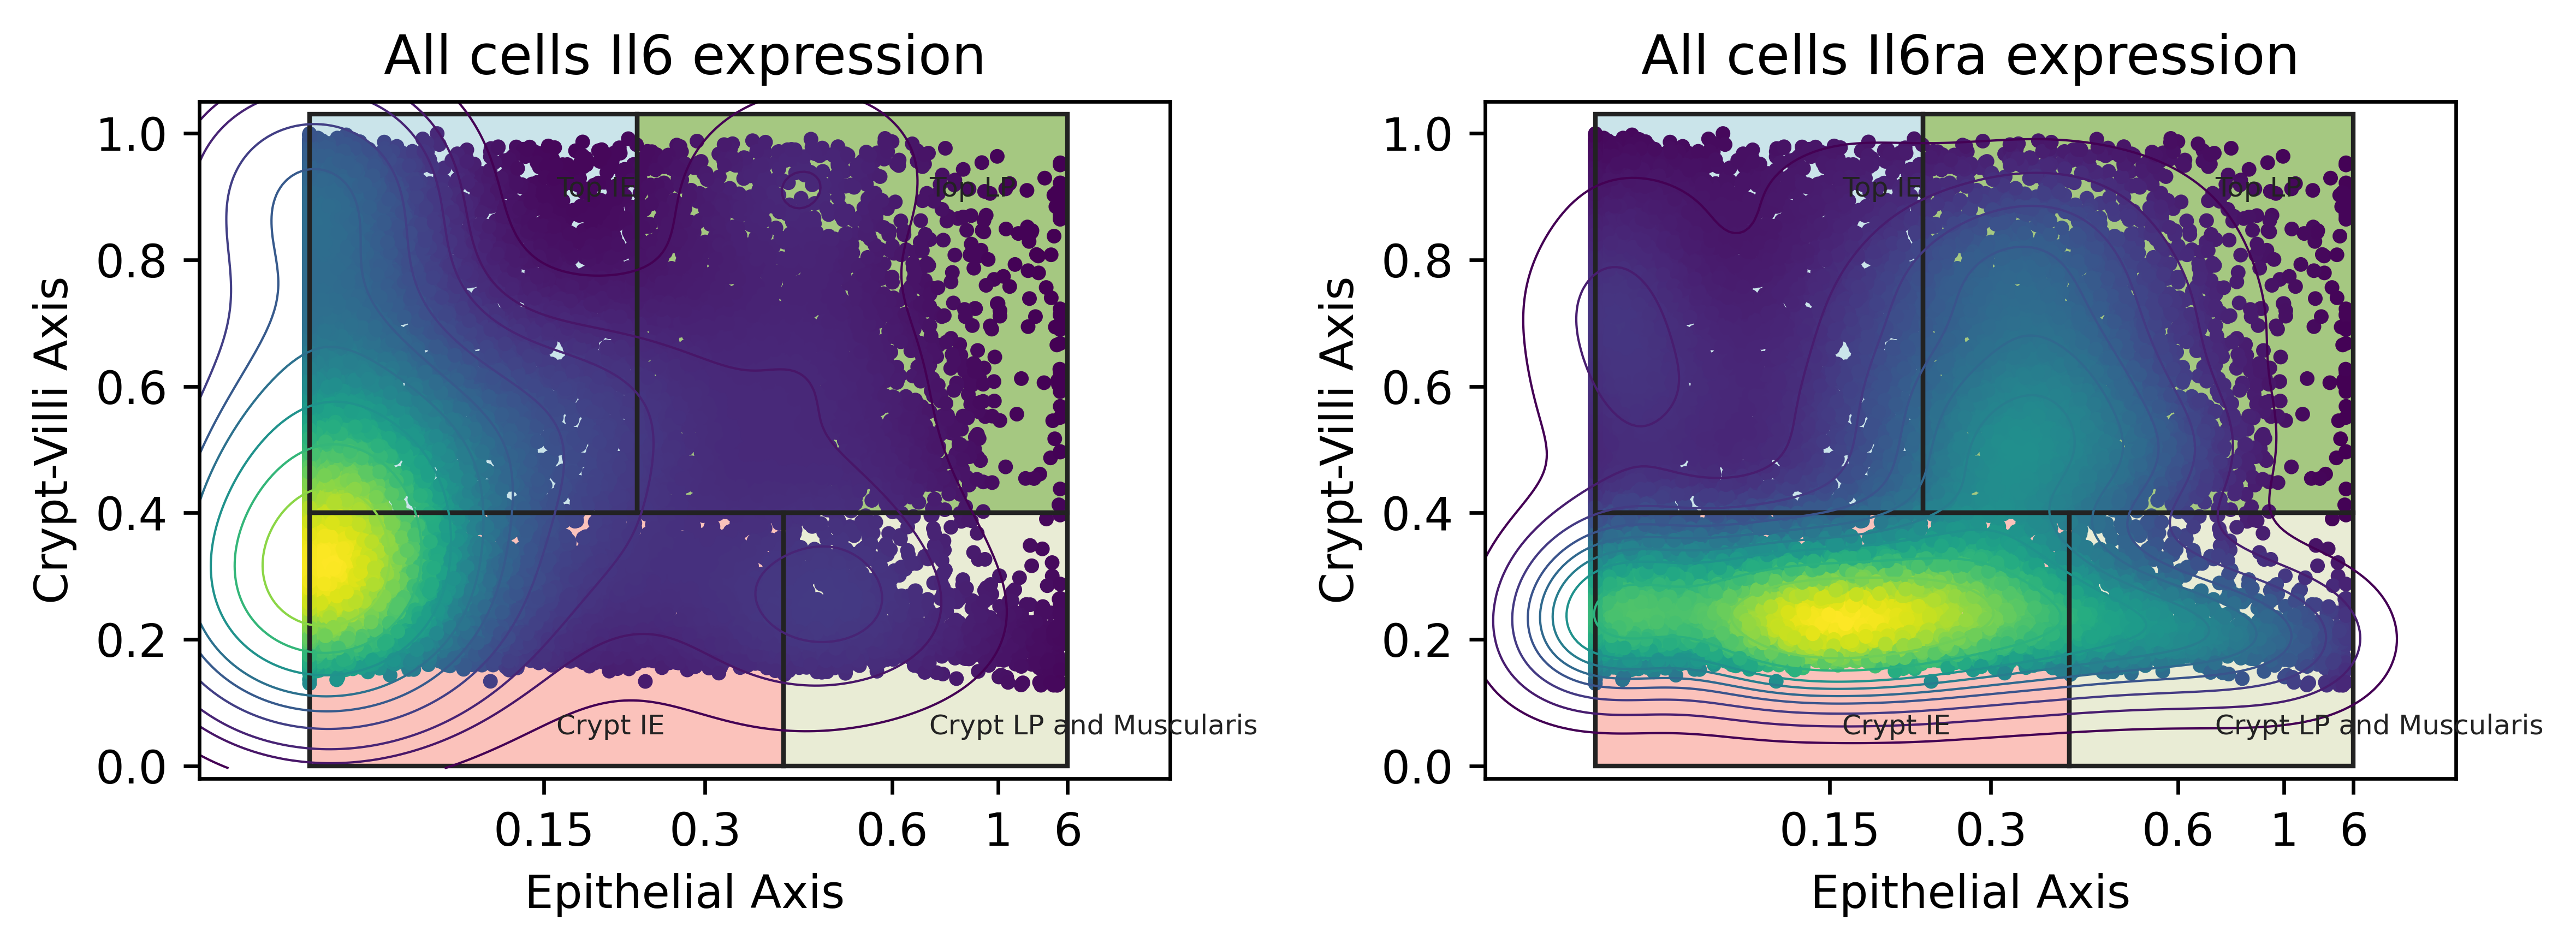 All cells Il6 expression
Crypt-Villi Axis
1.0
0.8
0.6
0.4
0.2
0.0
Top IE
Top LP
Crypt IE
Crypt LP and Muscularis
0.15 0.3 0.6 1 6
Epithelial Axis
All cells Il6ra expression
Crypt-Villi Axis
1.0
0.8
0.6
0.4
0.2
0.0
Top IE
Top LP
Crypt IE
Crypt LP and Muscularis
0.15 0.3 0.6 1 6
Epithelial Axis